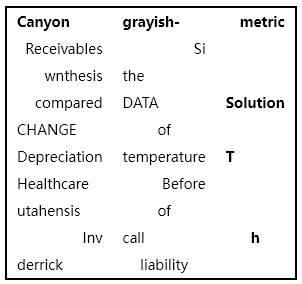 Canyon grayish- metric
Receivables Si
wnthesis the
compared DATA Solution
CHANGE of
Depreciation temperature T
Healthcare Before
utahensis of
Inv call h
derrick liability